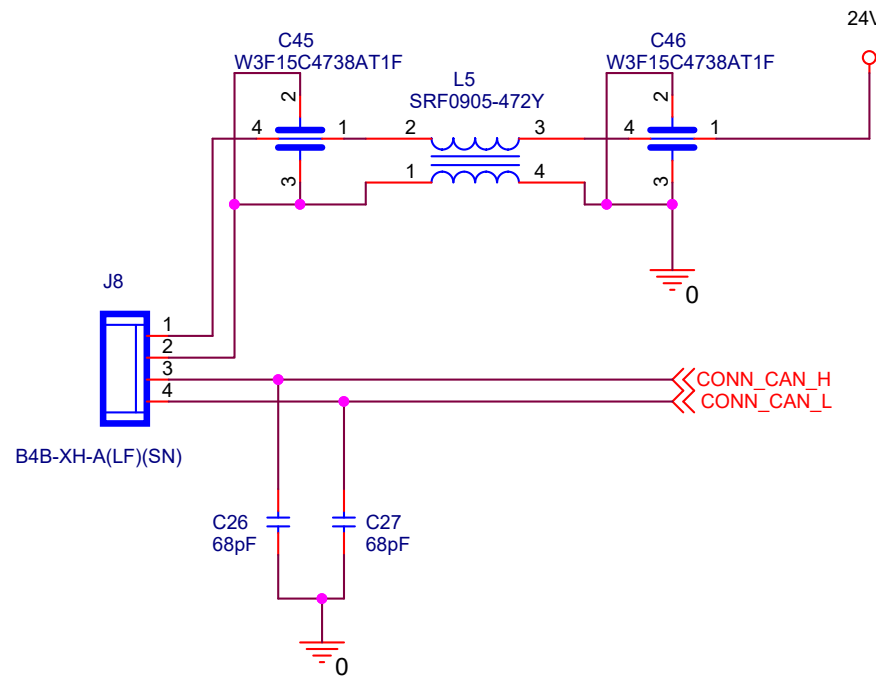 24V
C45
W3F15C4738AT1F
C46
W3F15C4738AT1F
L5
SRF0905-472Y
2
2
4
1
2
3
4
1
3
1
4
3
J8
0
1
2
3
4
CONN_CAN_H
CONN_CAN_L
B4B-XH-A(LF)(SN)
C26
68pF
C27
68pF
0